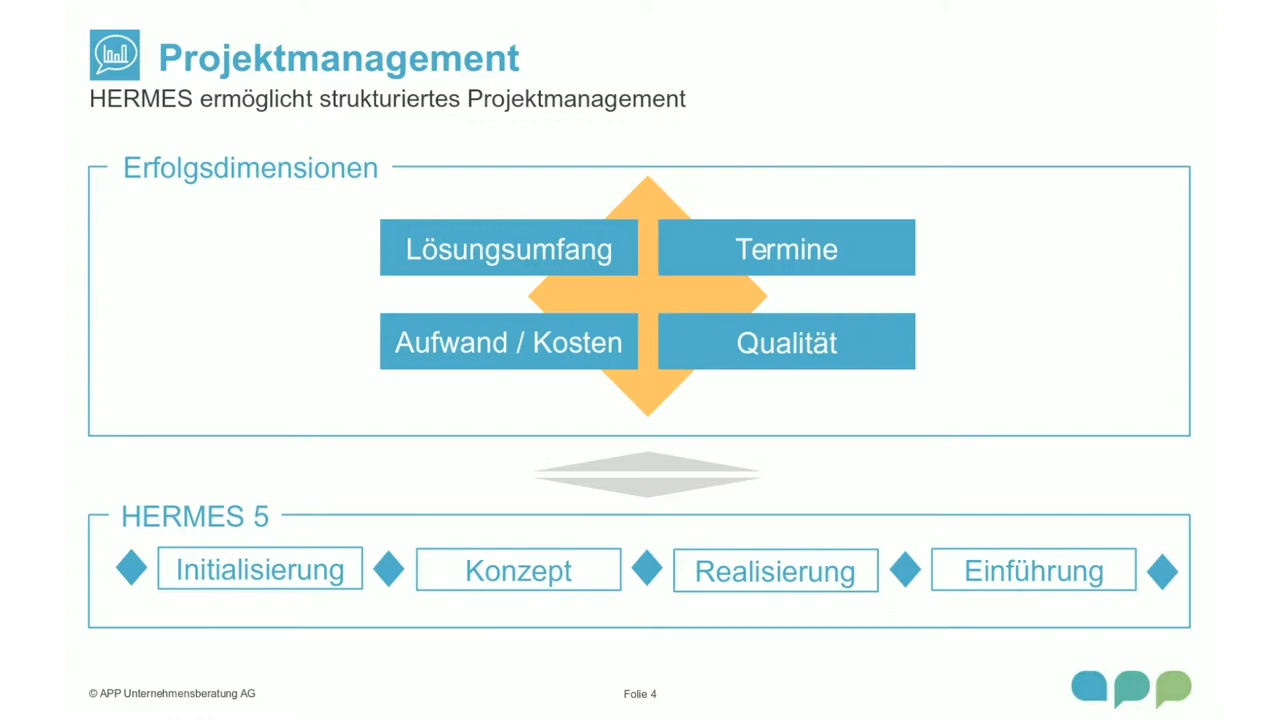 Projektmanagement
HERMES ermöglicht strukturiertes Projektmanagement
Erfolgsdimensionen
Lösungsumfang
Termine
Aufwand / Kosten
Qualität
HERMES 5
Initialisierung
Konzept
Realisierung
Einführung
© APP Unternehmensberatung AG
Folie 4
app